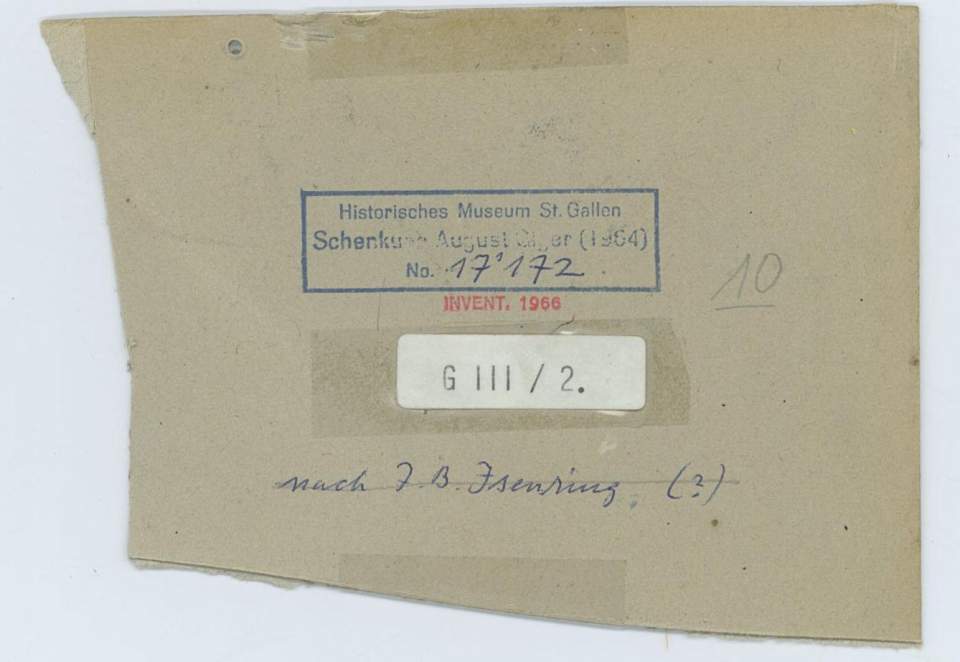 Historisches Museum St. Gallen
Schenkung August Giger (1964)
No. 17'172
INVENT. 1966
10
G III / 2.
nach J. B. Isenring. (?)